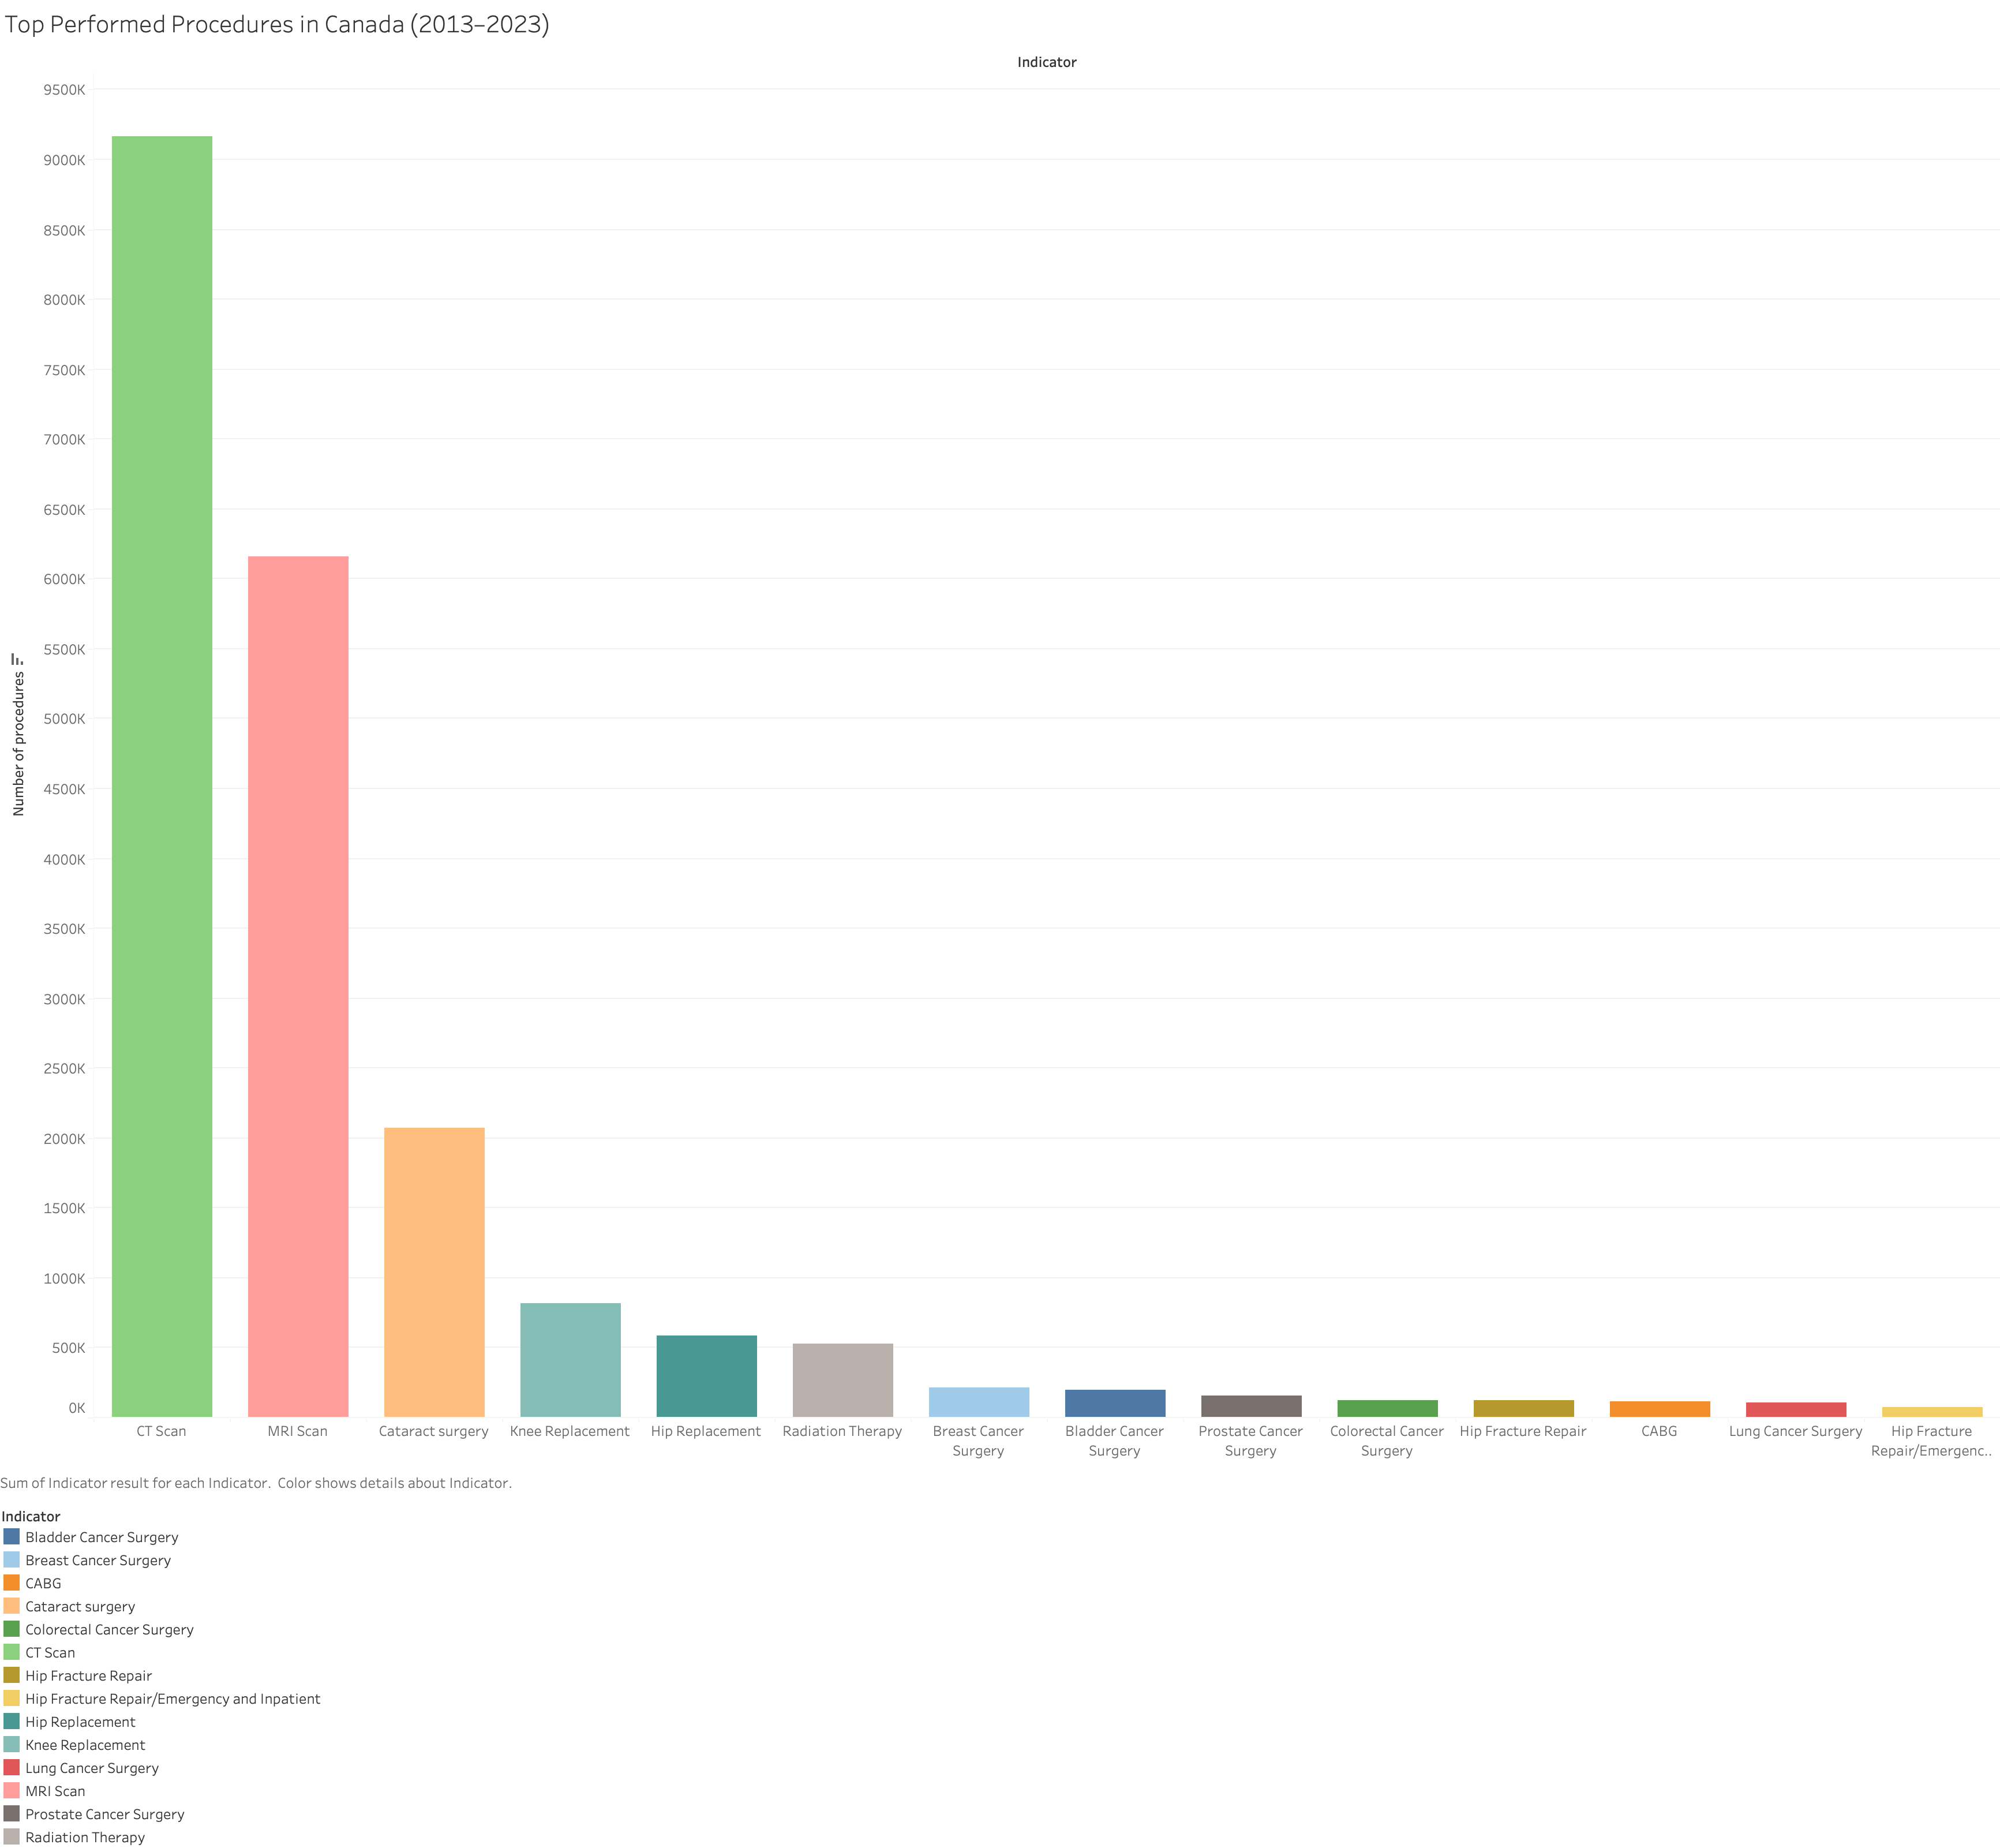 Top Performed Procedures in Canada (2013–2023)
Indicator
9500K
9000K
8500K
8000K
7500K
7000K
6500K
6000K
5500K
5000K
4500K
4000K
3500K
3000K
2500K
2000K
1500K
1000K
500K
0K
Number of procedures
CT Scan
MRI Scan
Cataract surgery
Knee Replacement
Hip Replacement
Radiation Therapy
Breast Cancer
Surgery
Bladder Cancer
Surgery
Prostate Cancer
Surgery
Colorectal Cancer
Surgery
Hip Fracture Repair
CABG
Lung Cancer Surgery
Hip Fracture
Repair/Emergenc..
Sum of Indicator result for each Indicator.  Color shows details about Indicator.
Indicator
Bladder Cancer Surgery
Breast Cancer Surgery
CABG
Cataract surgery
Colorectal Cancer Surgery
CT Scan
Hip Fracture Repair
Hip Fracture Repair/Emergency and Inpatient
Hip Replacement
Knee Replacement
Lung Cancer Surgery
MRI Scan
Prostate Cancer Surgery
Radiation Therapy